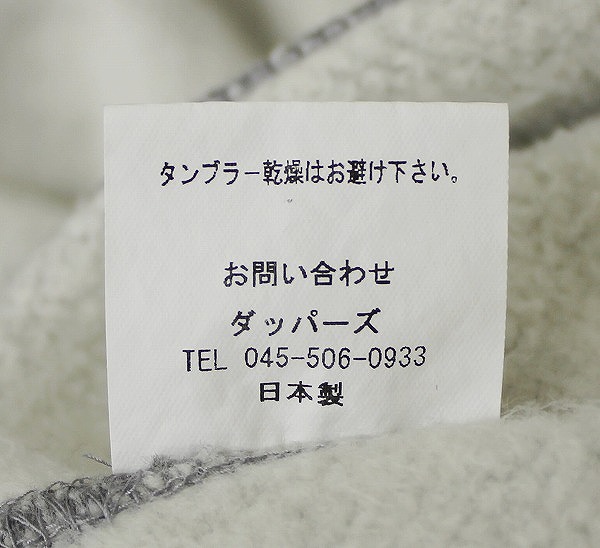 タンブラー乾燥はお避け下さい。
お問い合わせ
ダッパーズ
TEL 045-506-0933
日本製